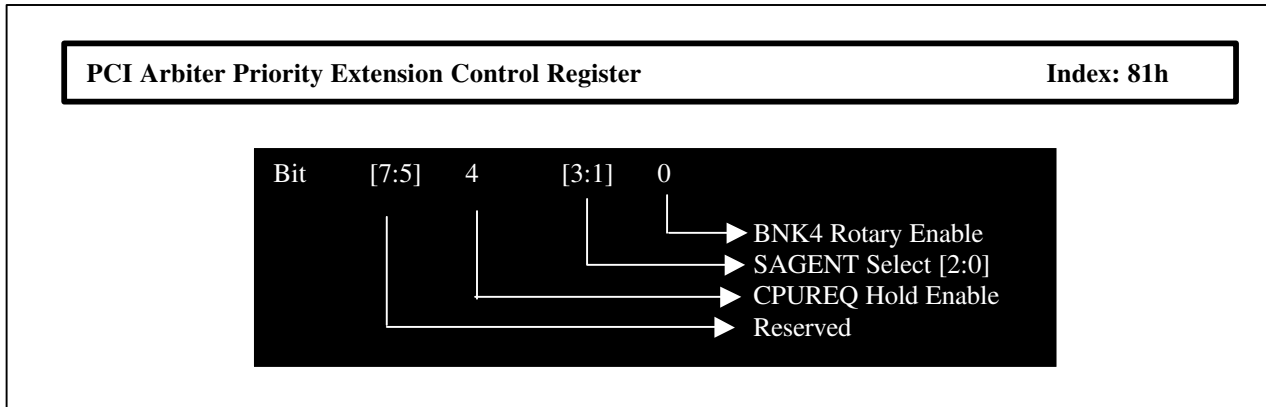 PCI Arbiter Priority Extension Control Register Index: 81h
Bit [7:5] 4 [3:1] 0
BNK4 Rotary Enable
SAGENT Select [2:0]
CPUREQ Hold Enable
Reserved